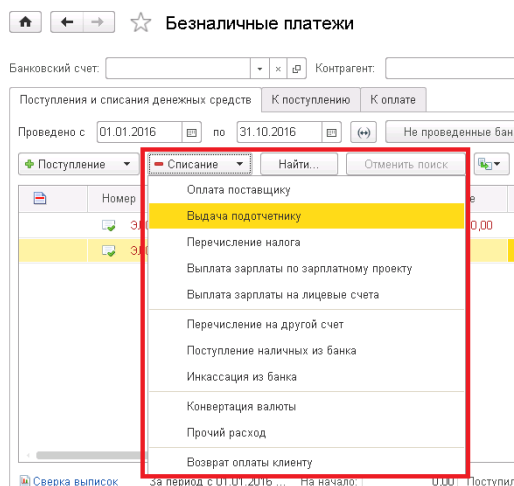 Безналичные платежи
Банковский счет: Контрагент:
Поступления и списания денежных средств К поступлению К оплате
Проведено с 01.01.2016 по 31.10.2016 Не проведенные
Поступление Списание Найти... Отменить поиск
Номер
Оплата поставщику
Выдача подотчетнику
Перечисление налога
Выплата зарплаты по зарплатному проекту
Выплата зарплаты на лицевые счета
Перечисление на другой счет
Поступление наличных из банка
Инкассация из банка
Конвертация валюты
Прочий расход
Возврат оплаты клиенту
Сверка выписок За период с 01.01.2016 ... На начало: 0,00